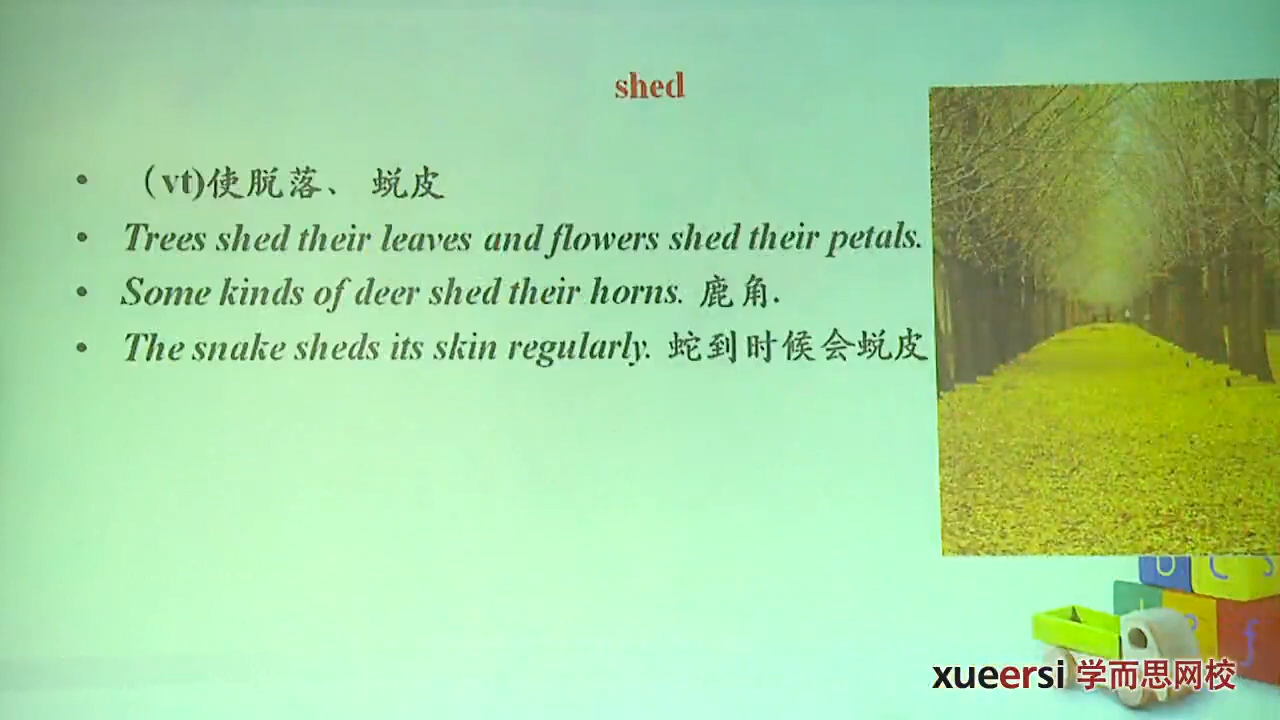 shed
• （vt)使脱落、 蜕皮
• Trees shed their leaves and flowers shed their petals.
• Some kinds of deer shed their horns. 鹿角.
• The snake sheds its skin regularly. 蛇到时候会蜕皮
xueersi 学而思网校